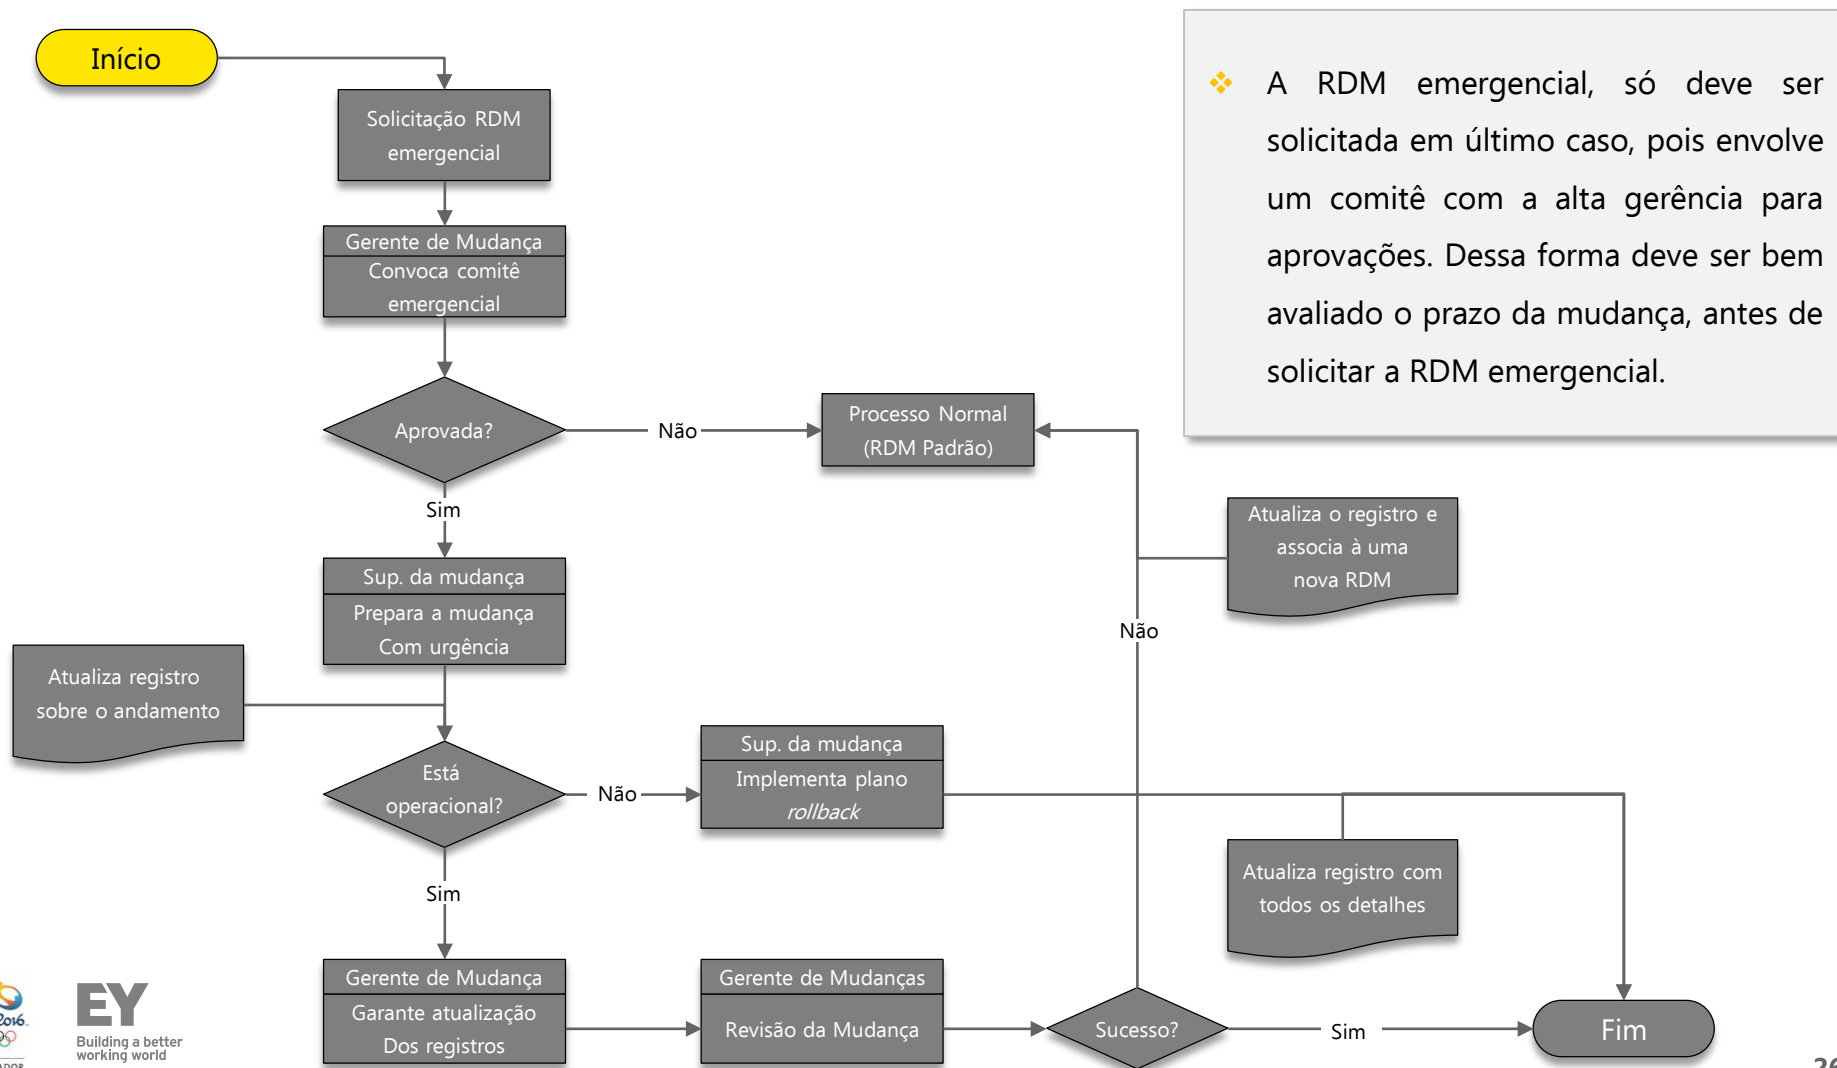 Início
Solicitação RDM
emergencial
Gerente de Mudança
Convoca comitê
emergencial
Aprovada?
Não
Processo Normal
(RDM Padrão)
Sim
Sup. da mudança
Prepara a mudança
Com urgência
Atualiza registro
sobre o andamento
Está
operacional?
Não
Sup. da mudança
Implementa plano
rollback
Sim
Gerente de Mudança
Garante atualização
Dos registros
Gerente de Mudanças
Revisão da Mudança
Sucesso?
Não
Atualiza o registro e
associa à uma
nova RDM
Atualiza registro com
todos os detalhes
Sim
Fim
A RDM emergencial, só deve ser
solicitada em último caso, pois envolve
um comitê com a alta gerência para
aprovações. Dessa forma deve ser bem
avaliado o prazo da mudança, antes de
solicitar a RDM emergencial.
EY
Building a better
working world